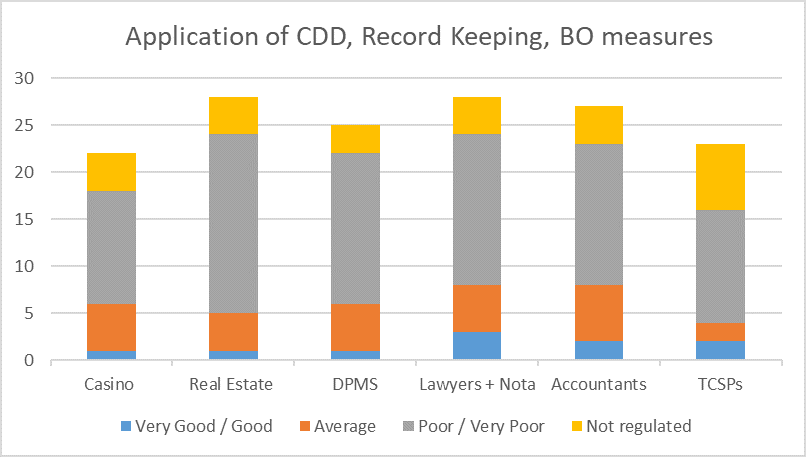 Application of CDD, Record Keeping, BO measures
30
25
20
15
10
5
0
Casino Real Estate DPMS Lawyers + Nota Accountants TCSPs
Very Good / Good Average Poor / Very Poor Not regulated